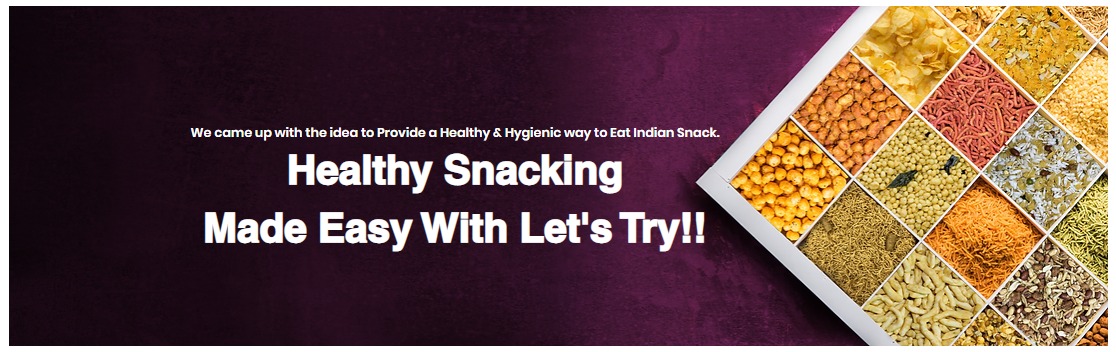 We came up with the idea to Provide a Healthy & Hygienic way to Eat Indian Snack.
Healthy Snacking
Made Easy With Let's Try!!